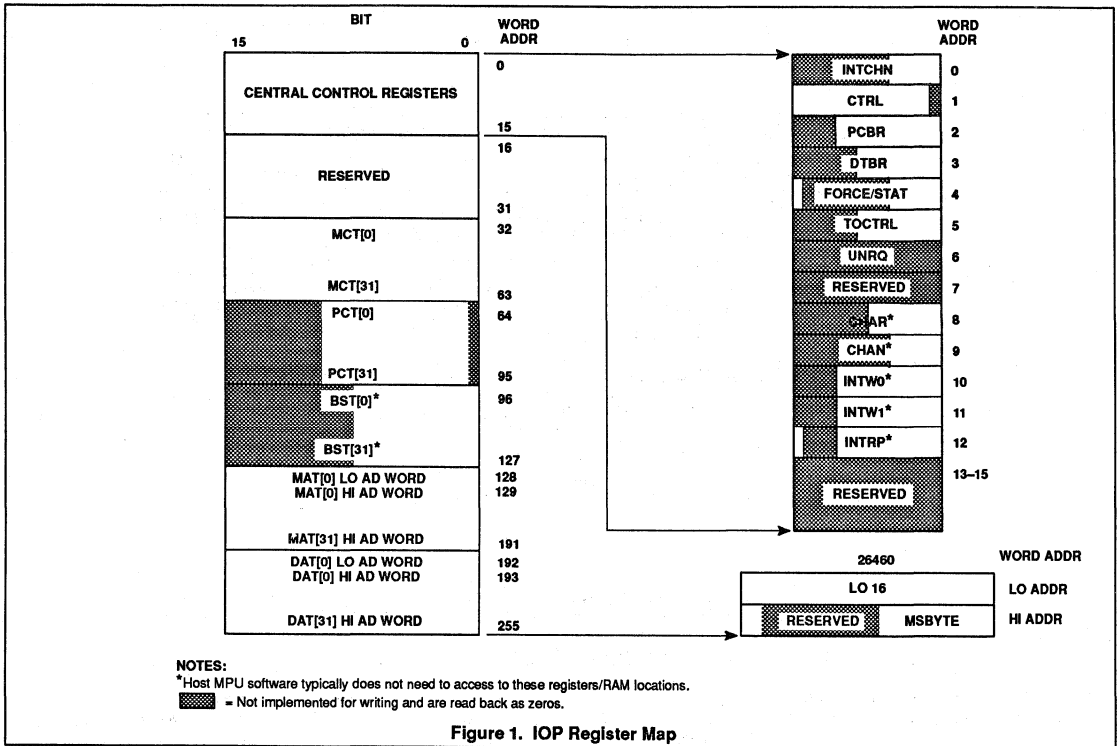 BIT
15 0
WORD
ADDR
CENTRAL CONTROL REGISTERS
0
15
RESERVED
16
31
MCT[0]
32
MCT[31]
63
PCT[0]
64
PCT[31]
95
BST[0]*
96
BST[31]*
127
MAT[0] LO AD WORD
128
MAT[0] HI AD WORD
129
MAT[31] HI AD WORD
191
DAT[0] LO AD WORD
192
DAT[0] HI AD WORD
193
DAT[31] HI AD WORD
255
WORD
ADDR
INTCHN 0
CTRL 1
PCBR 2
DTBR 3
FORCE/STAT 4
TOCTRL 5
UNRQ 6
RESERVED 7
CHAR* 8
CHAN* 9
INTW0* 10
INTW1* 11
INTRP* 12
RESERVED 13–15
26460 WORD ADDR
LO 16 LO ADDR
RESERVED MSBYTE HI ADDR
NOTES:
*Host MPU software typically does not need to access to these registers/RAM locations.
= Not implemented for writing and are read back as zeros.
Figure 1. IOP Register Map